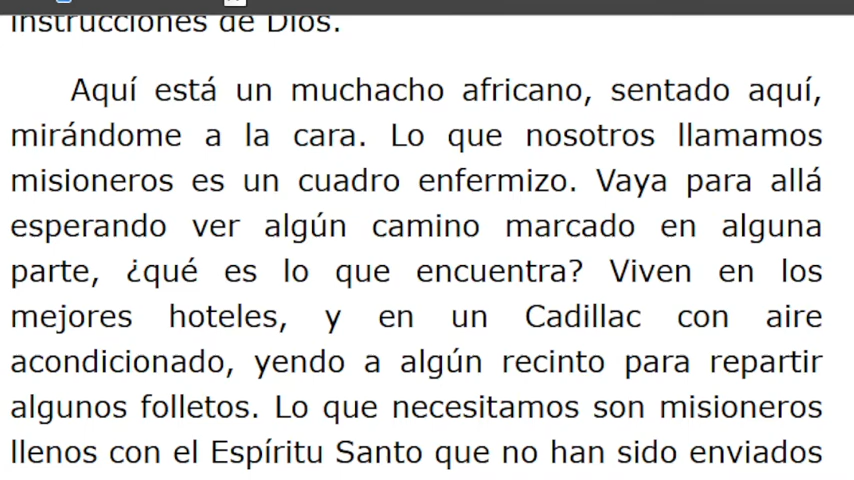 instrucciones de Dios.
Aquí está un muchacho africano, sentado aquí,
mirándome a la cara. Lo que nosotros llamamos
misioneros es un cuadro enfermizo. Vaya para allá
esperando ver algún camino marcado en alguna
parte, ¿qué es lo que encuentra? Viven en los
mejores hoteles, y en un Cadillac con aire
acondicionado, yendo a algún recinto para repartir
algunos folletos. Lo que necesitamos son misioneros
llenos con el Espíritu Santo que no han sido enviados